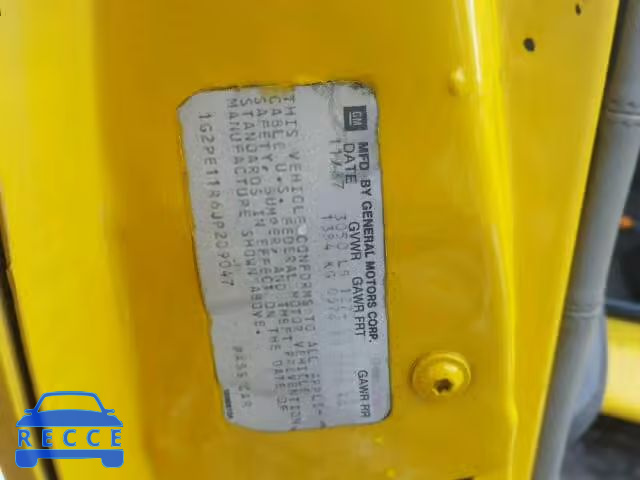 GM MFD BY GENERAL MOTORS CORP.
DATE GVWR GAWR FRT GAWR RR
11/87 3050 LB
1384 KG
THIS VEHICLE CONFORMS TO ALL APPLI-
CABLE U.S. FEDERAL MOTOR VEHICLE
SAFETY, BUMPER, AND THEFT PREVENTION
STANDARDS IN EFFECT ON THE DATE OF
MANUFACTURE SHOWN ABOVE.
1G2PE11R6JP209047 PASS CAR
RECCE